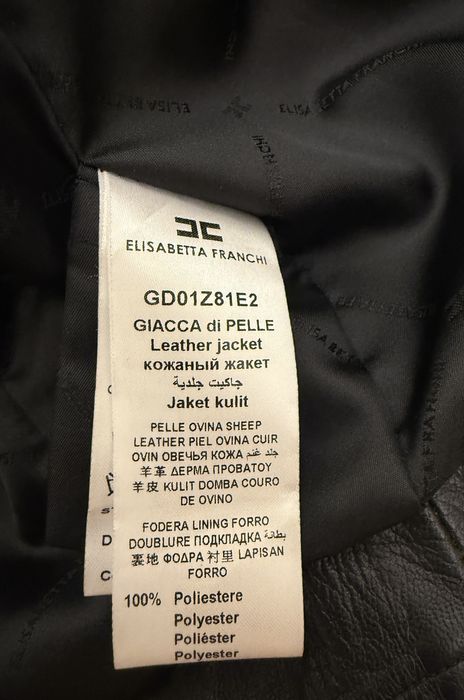 ELISABETTA FRANCHI
GD01Z81E2
GIACCA di PELLE
Leather jacket
кожаный жакет
جاكيت جلدية
Jaket kulit
PELLE OVINA SHEEP
LEATHER PIEL OVINA CUIR
OVIN ОВЕЧЬЯ КОЖА جلد غنم
羊革 ΔΕΡΜΑ ΠΡΟΒΑΤΟΥ
羊皮 KULIT DOMBA COURO
DE OVINO
FODERA LINING FORRO
DOUBLURE ПОДКЛАДКА بطانة
裏地 ΦΟΔΡΑ 衬里 LAPISAN
FORRO
100% Poliestere
Polyester
Poliéster
Polyester